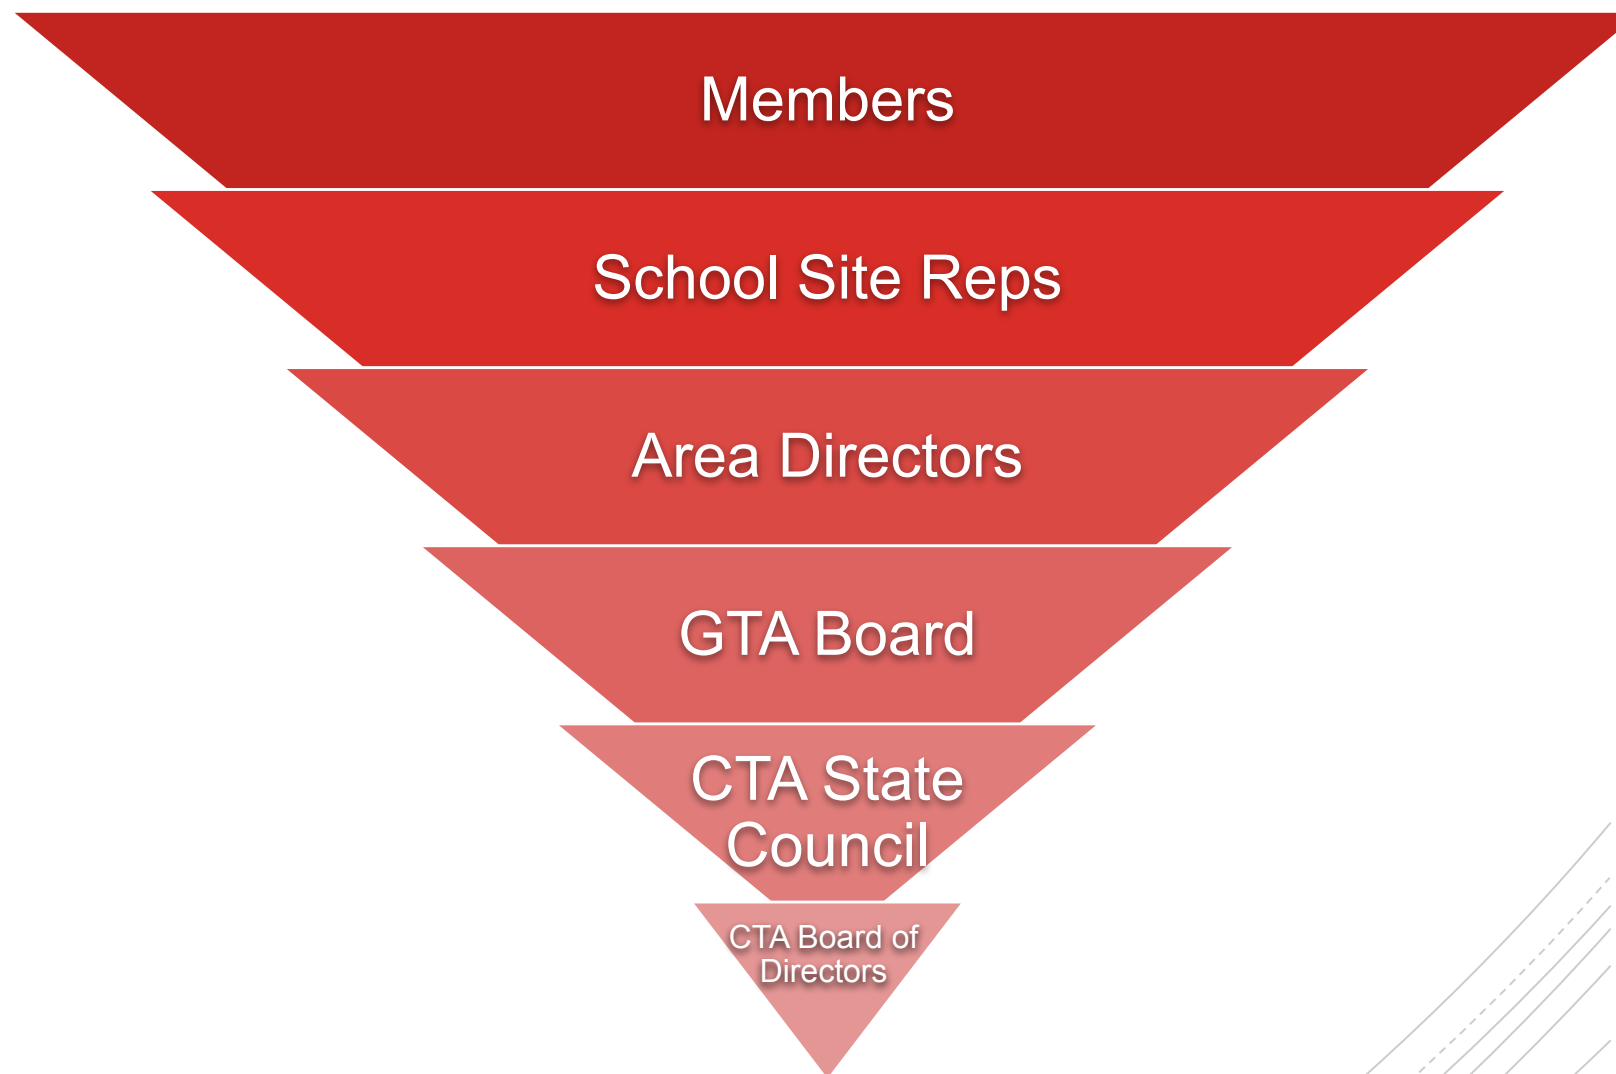 Members
School Site Reps
Area Directors
GTA Board
CTA State
Council
CTA Board of
Directors